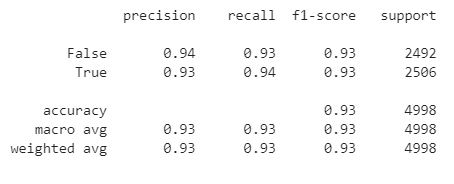 precision recall f1-score support
False 0.94 0.93 0.93 2492
True 0.93 0.94 0.93 2506
accuracy 0.93 4998
macro avg 0.93 0.93 0.93 4998
weighted avg 0.93 0.93 0.93 4998